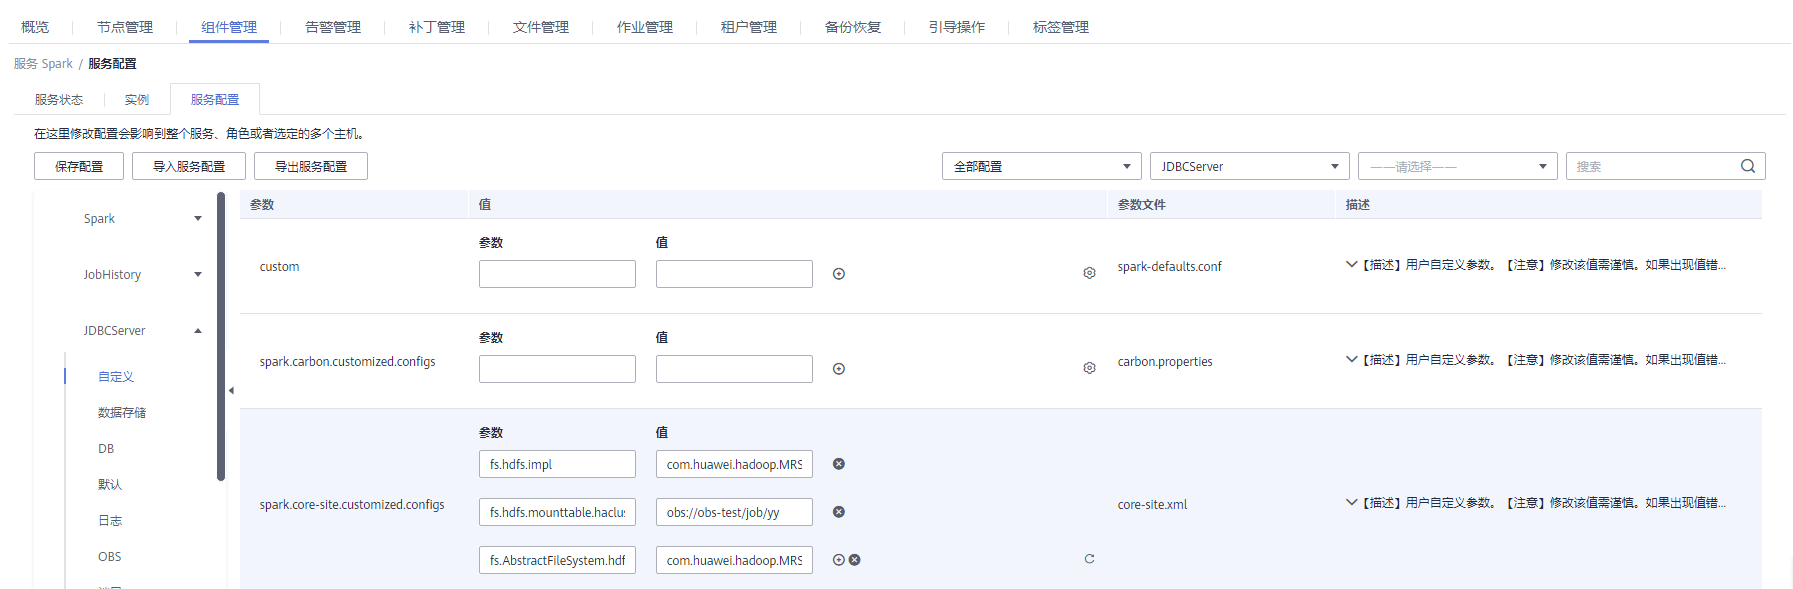 概览 节点管理 组件管理 告警管理 补丁管理 文件管理 作业管理 租户管理 备份恢复 引导操作 标签管理
服务 Spark / 服务配置
服务状态 实例 服务配置
在这里修改配置会影响到整个服务、角色或者选定的多个主机。
保存配置 导入服务配置 导出服务配置 全部配置 JDBCServer ——请选择—— 搜索
Spark
JobHistory
JDBCServer
自定义
数据存储
DB
默认
日志
OBS
参数 值 参数文件 描述
参数 值
custom spark-defaults.conf 【描述】用户自定义参数。【注意】修改该值需谨慎。如果出现值错...
参数 值
spark.carbon.customized.configs carbon.properties 【描述】用户自定义参数。【注意】修改该值需谨慎。如果出现值错...
参数 值
fs.hdfs.impl com.huawei.hadoop.MRS
spark.core-site.customized.configs fs.hdfs.mounttable.haclus obs://obs-test/job/yy core-site.xml 【描述】用户自定义参数。【注意】修改该值需谨慎。如果出现值错...
fs.AbstractFileSystem.hdf com.huawei.hadoop.MRS